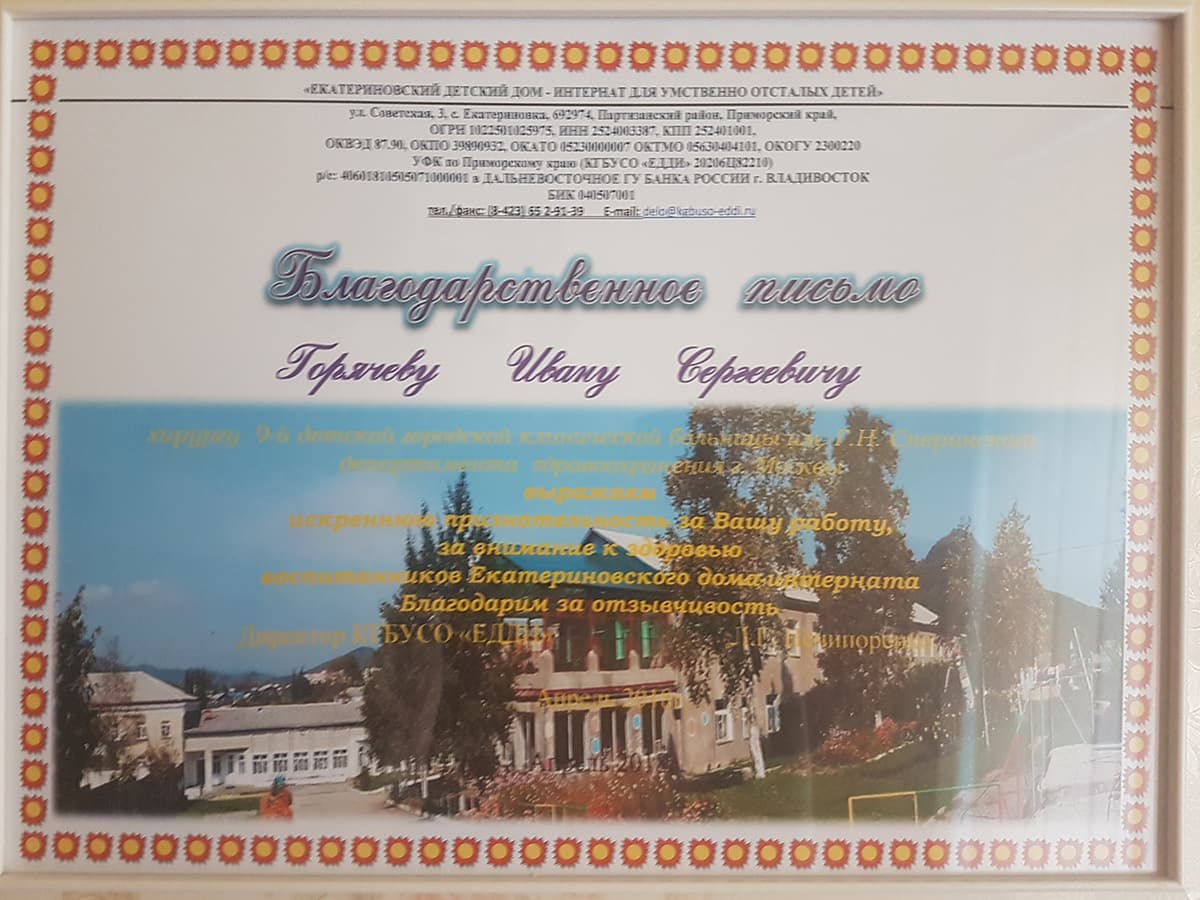 «ЕКАТЕРИНОВСКИЙ ДЕТСКИЙ ДОМ - ИНТЕРНАТ ДЛЯ УМСТВЕННО ОТСТАЛЫХ ДЕТЕЙ»
ул. Советская, 3, с. Екатериновка, 692974, Партизанский район, Приморский край,
ОГРН 1022501025975, ИНН 2524003387, КПП 252401001,
ОКВЭД 87.90, ОКПО 39890932, ОКАТО 05230000007 ОКТМО 05630404101, ОКОГУ 2300220
УФК по Приморскому краю (КГБУСО «ЕДДИ» 20206Ц82210)
р/с: 40601810505071000001 в ДАЛЬНЕВОСТОЧНОЕ ГУ БАНКА РОССИИ г. ВЛАДИВОСТОК
БИК 040507001
тел./факс: (8-423) 65 2-91-39 E-mail: delo@kabuso-eddi.ru
Благодарственное письмо
Горячеву Ивану Сергеевичу
хирургу 9-й детской городской клинической больницы им. Г.Н. Сперанского
департамента здравоохранения г. Москвы
выражаем
искреннюю признательность за Вашу работу,
за внимание к здоровью
воспитанников Екатериновского дома-интерната
Благодарим за отзывчивость
Директор КГБУСО «ЕДДИ»
Апрель